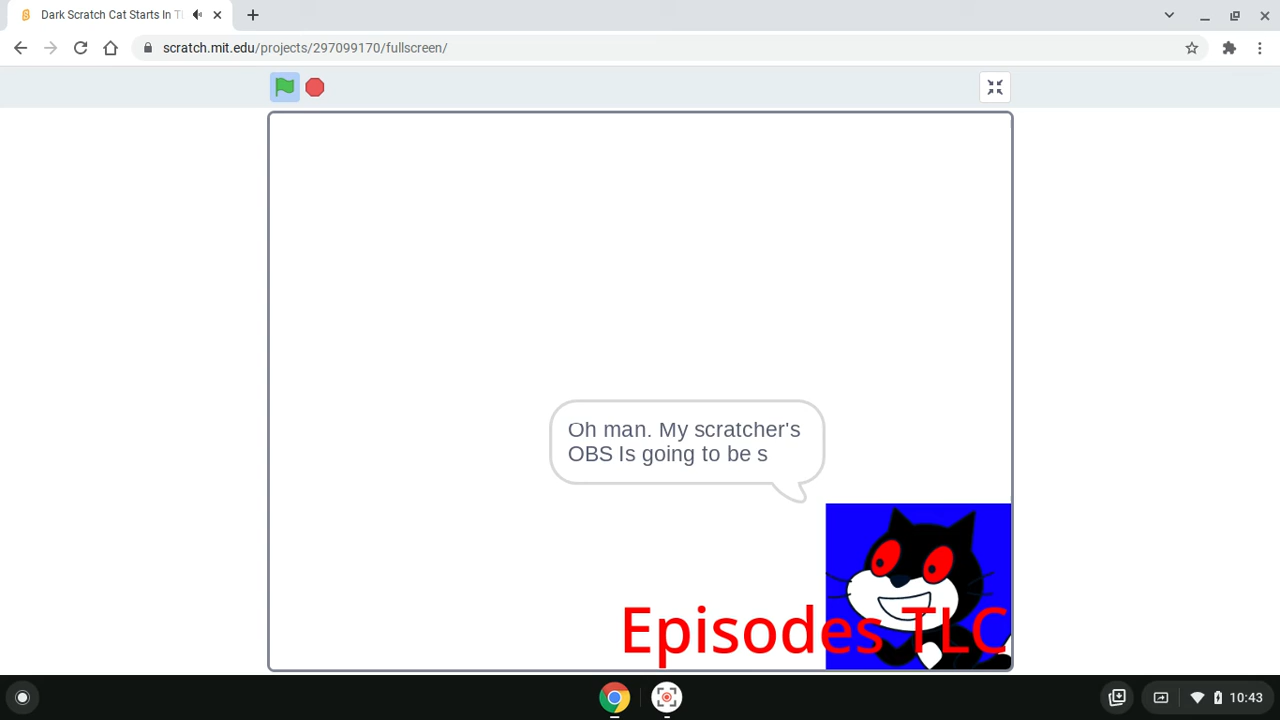 Dark Scratch Cat Starts In T
scratch.mit.edu/projects/297099170/fullscreen/
Oh man. My scratcher's
OBS Is going to be s
Episodes TLC
10:43